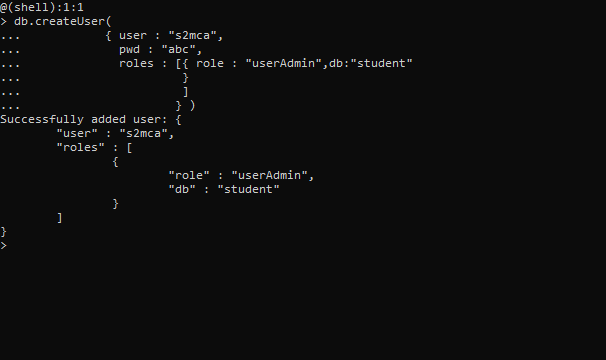 @(shell):1:1
> db.createUser(
...             { user : "s2mca",
...               pwd : "abc",
...               roles : [{ role : "userAdmin",db:"student"
...                        }
...                        ]
...                       } )
Successfully added user: {
        "user" : "s2mca",
        "roles" : [
                {
                        "role" : "userAdmin",
                        "db" : "student"
                }
        ]
}
>